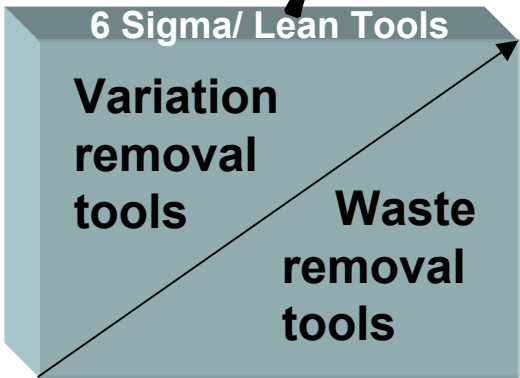 6 Sigma/ Lean Tools
Variation
removal
tools
Waste
removal
tools